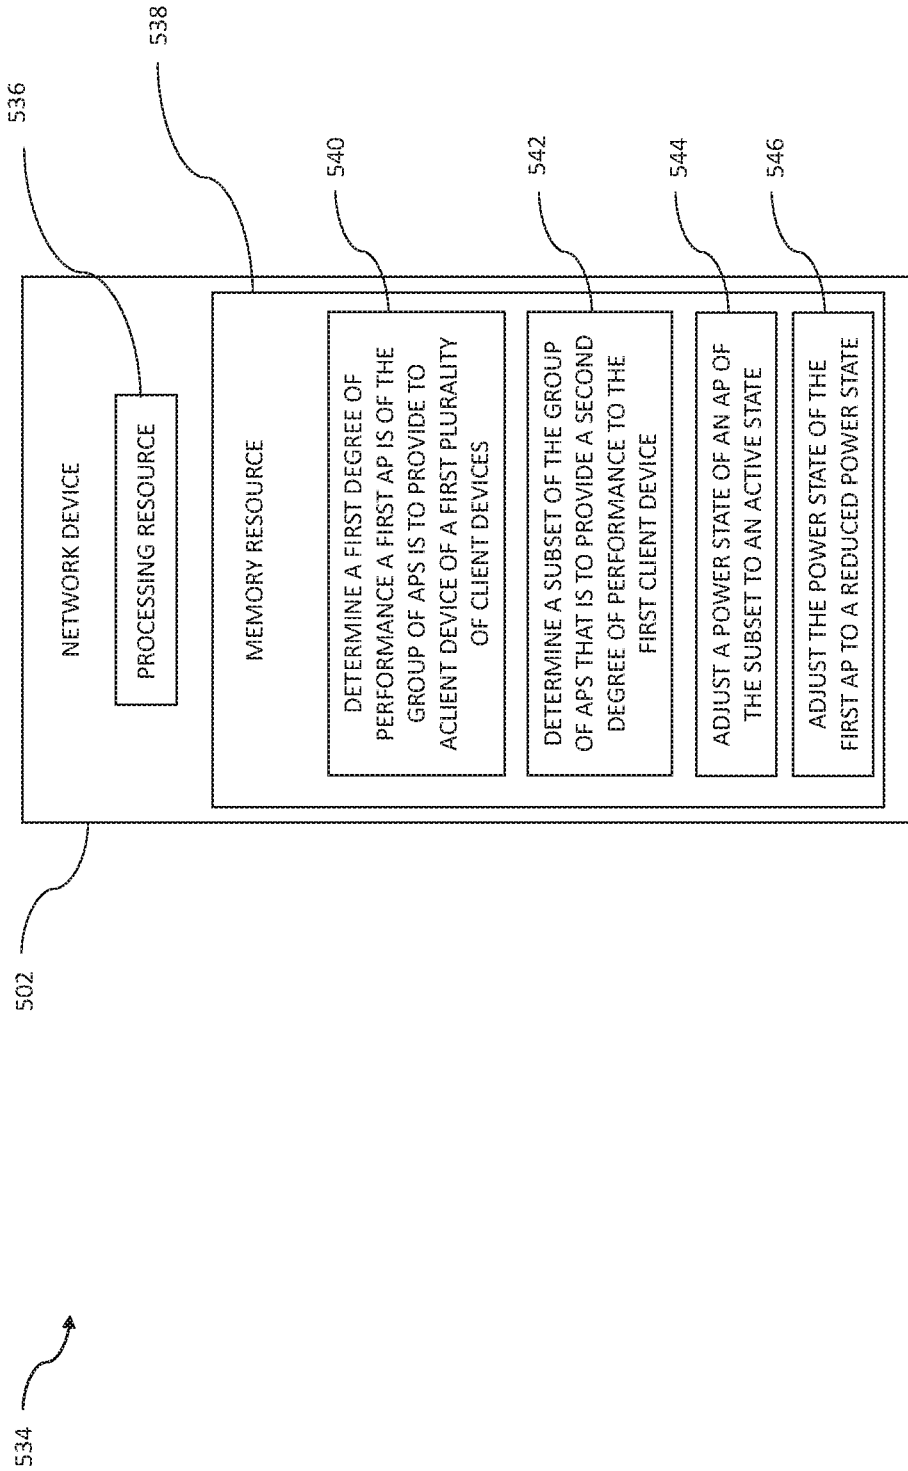 534
502
NETWORK DEVICE
536
PROCESSING RESOURCE
538
MEMORY RESOURCE
540
DETERMINE A FIRST DEGREE OF
PERFORMANCE A FIRST AP IS OF THE
GROUP OF APS IS TO PROVIDE TO
ACLIENT DEVICE OF A FIRST PLURALITY
OF CLIENT DEVICES
542
DETERMINE A SUBSET OF THE GROUP
OF APS THAT IS TO PROVIDE A SECOND
DEGREE OF PERFORMANCE TO THE
FIRST CLIENT DEVICE
544
ADJUST A POWER STATE OF AN AP OF
THE SUBSET TO AN ACTIVE STATE
546
ADJUST THE POWER STATE OF THE
FIRST AP TO A REDUCED POWER STATE